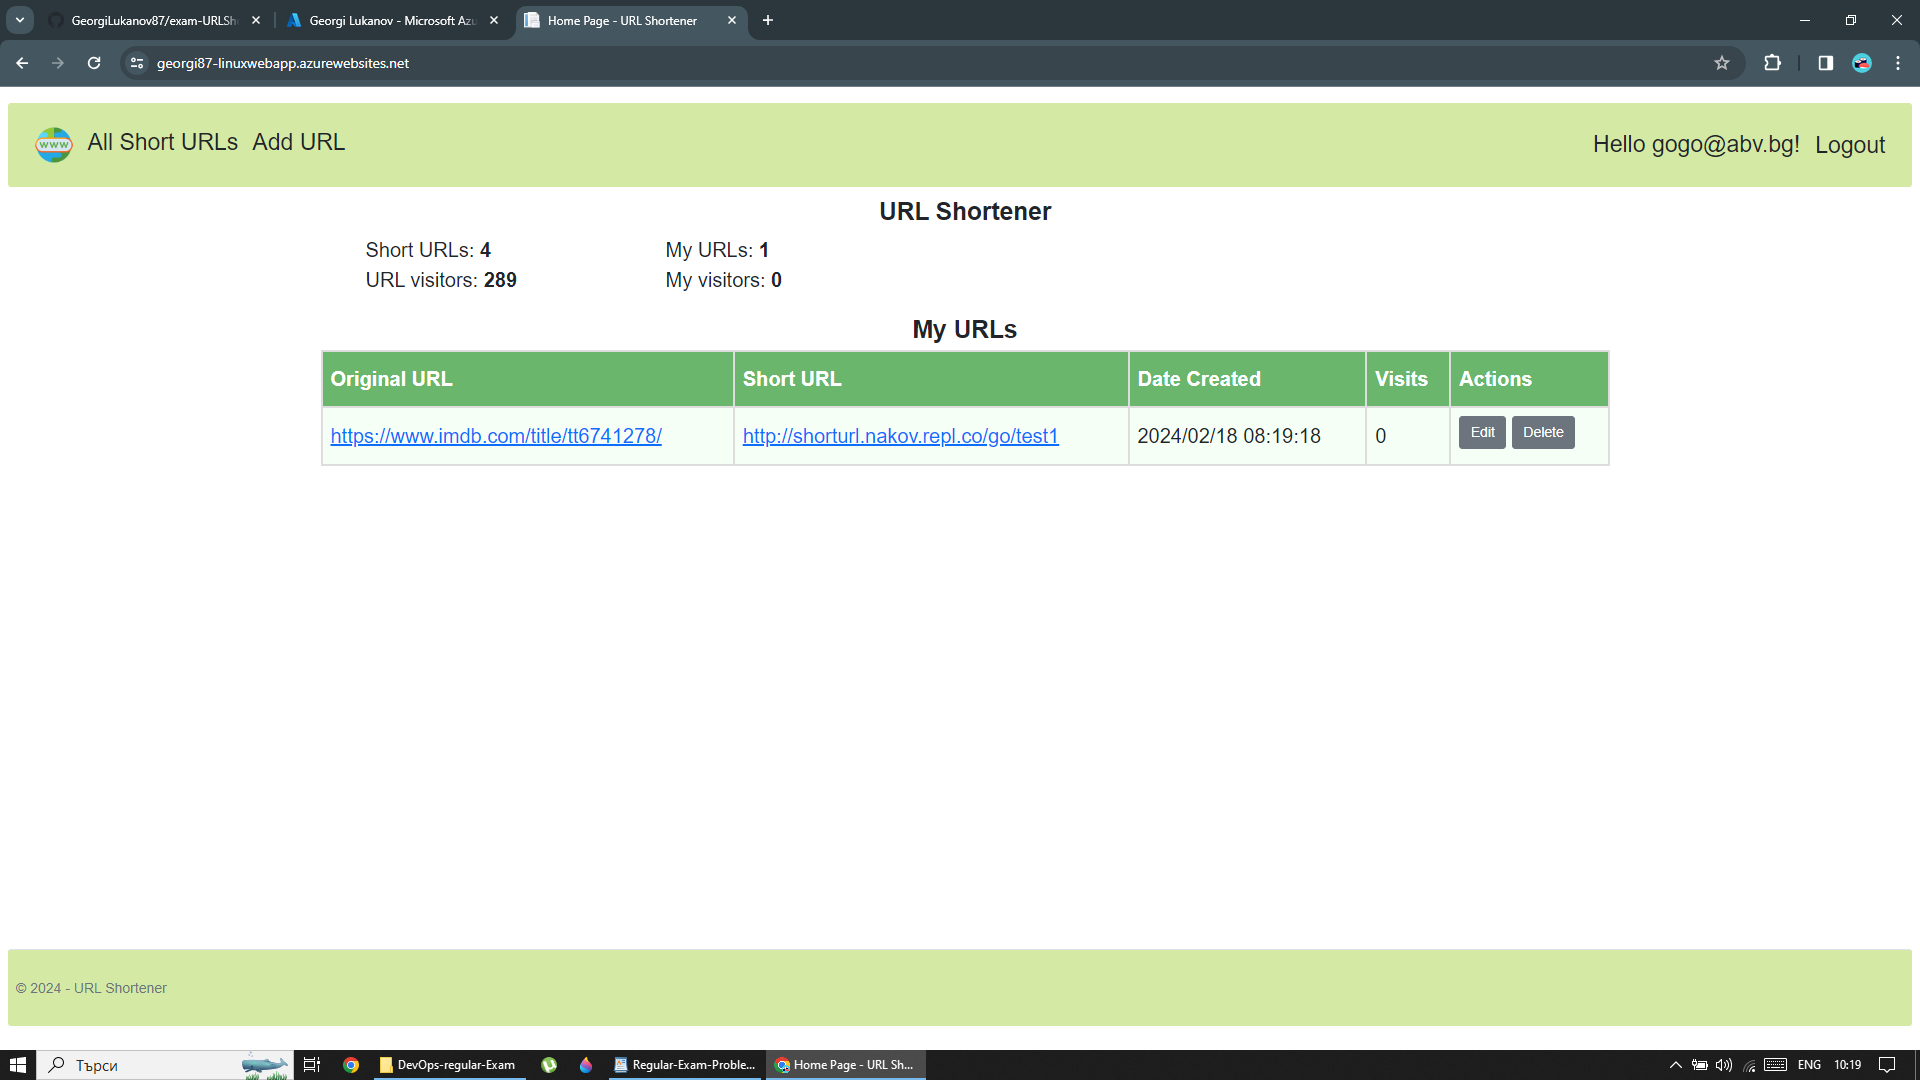 GeorgiLukanov87/exam-URLSh
Georgi Lukanov - Microsoft Azu
Home Page - URL Shortener
georgi87-linuxwebapp.azurewebsites.net
www All Short URLs Add URL Hello gogo@abv.bg! Logout
URL Shortener
Short URLs: 4 My URLs: 1
URL visitors: 289 My visitors: 0
My URLs
Original URL Short URL Date Created Visits Actions
https://www.imdb.com/title/tt6741278/ http://shorturl.nakov.repl.co/go/test1 2024/02/18 08:19:18 0 Edit Delete
© 2024 - URL Shortener
Търси DevOps-regular-Exam Regular-Exam-Proble... Home Page - URL Sh... ENG 10:19